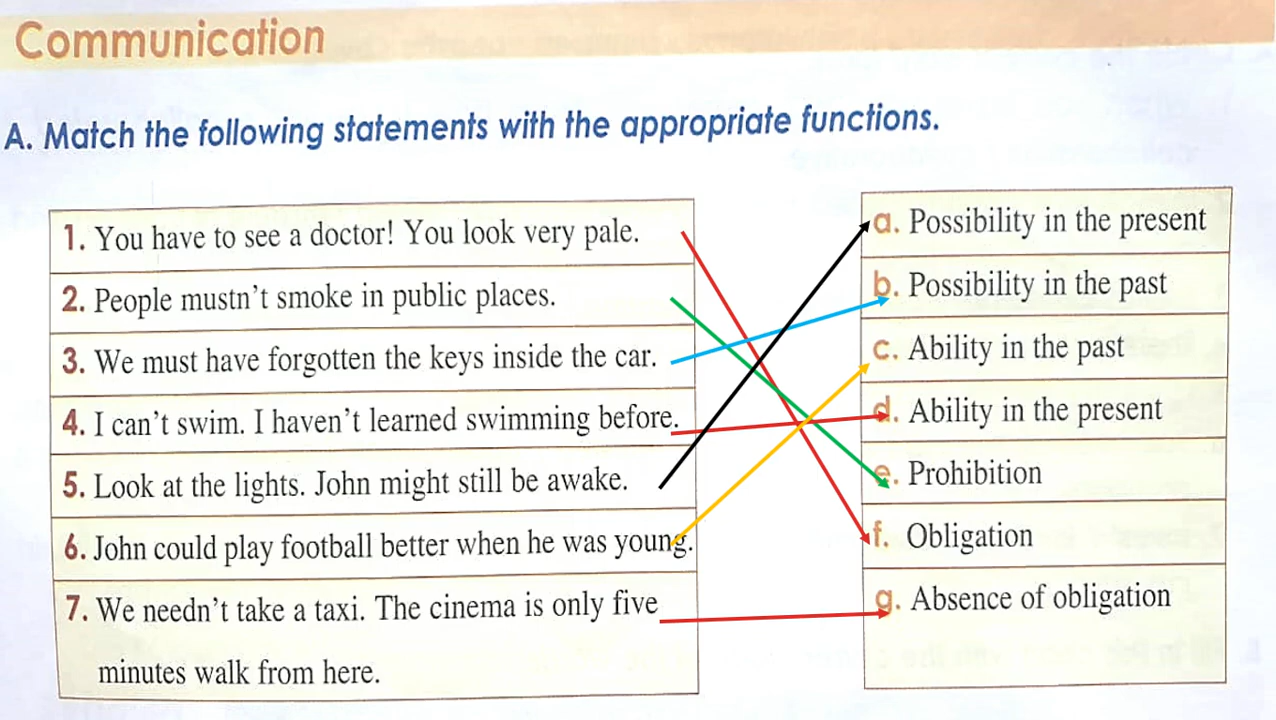 Communication
A. Match the following statements with the appropriate functions.
1. You have to see a doctor! You look very pale.
2. People mustn't smoke in public places.
3. We must have forgotten the keys inside the car.
4. I can't swim. I haven't learned swimming before.
5. Look at the lights. John might still be awake.
6. John could play football better when he was young.
7. We needn't take a taxi. The cinema is only five
minutes walk from here.
a. Possibility in the present
b. Possibility in the past
c. Ability in the past
d. Ability in the present
e. Prohibition
f. Obligation
g. Absence of obligation